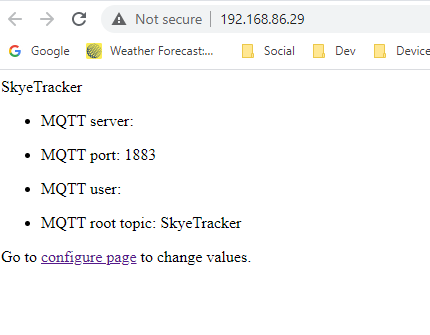 Not secure | 192.168.86.29
Google Weather Forecast:... Social Dev Device
SkyeTracker
• MQTT server:
• MQTT port: 1883
• MQTT user:
• MQTT root topic: SkyeTracker
Go to configure page to change values.